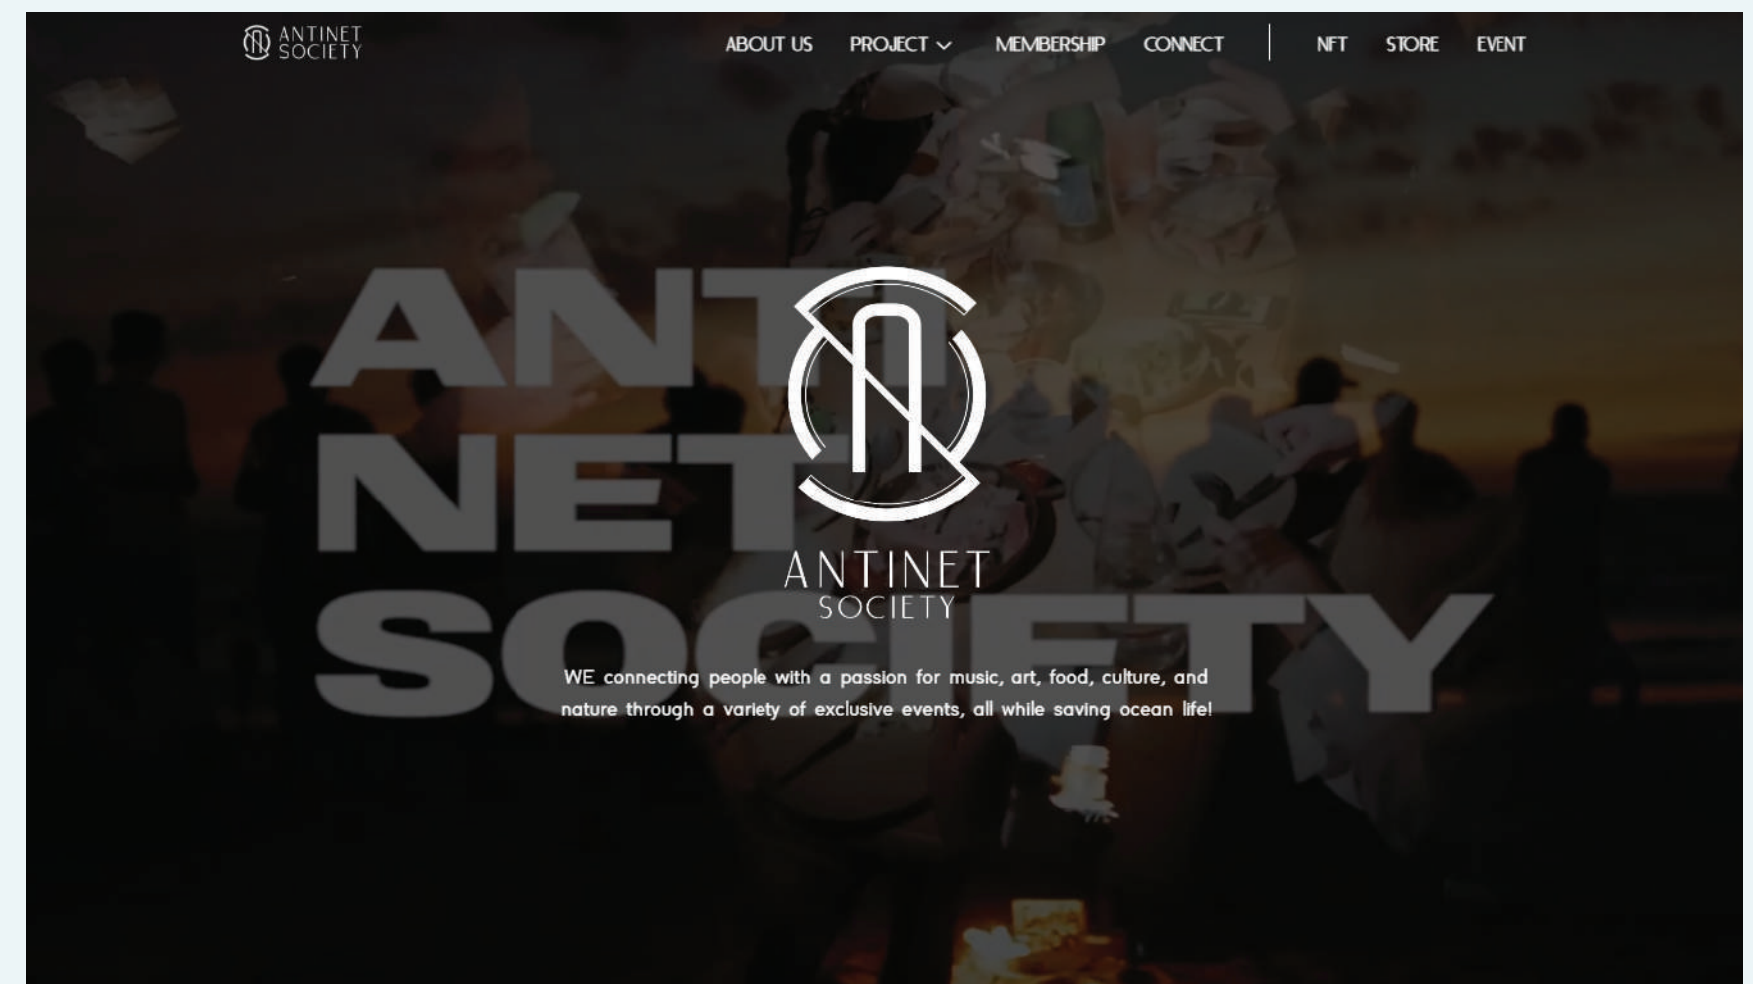 ANTINET
SOCIETY
ABOUT US
PROJECT
MEMBERSHIP
CONNECT
NFT
STORE
EVENT
ANTI
NET
SOCIETY
ANTINET
SOCIETY
WE connecting people with a passion for music, art, food, culture, and
nature through a variety of exclusive events, all while saving ocean life!